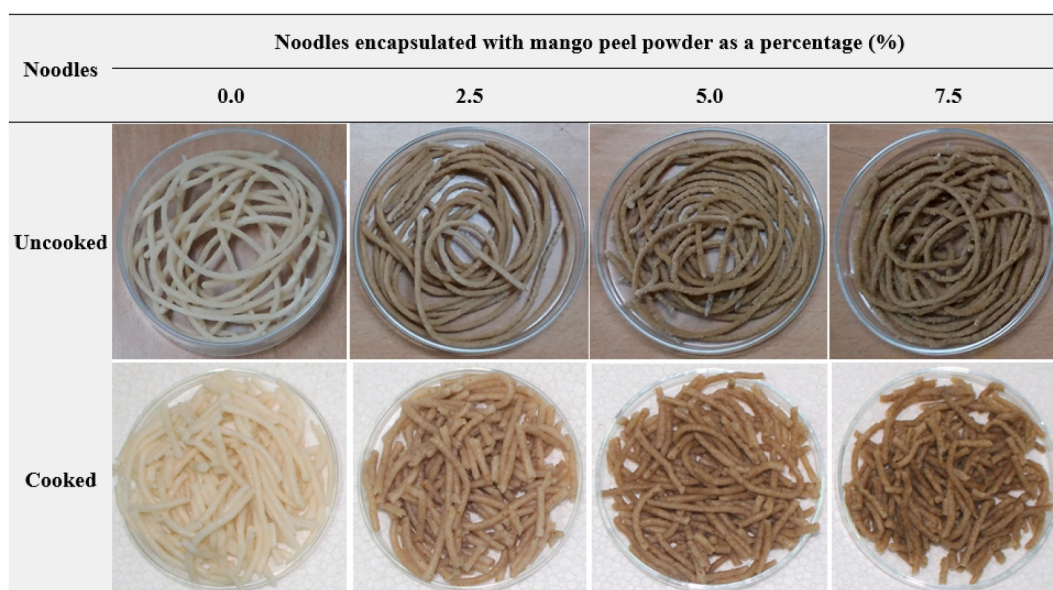 Noodles encapsulated with mango peel powder as a percentage (%)
Noodles
0.0
2.5
5.0
7.5
Uncooked
Cooked